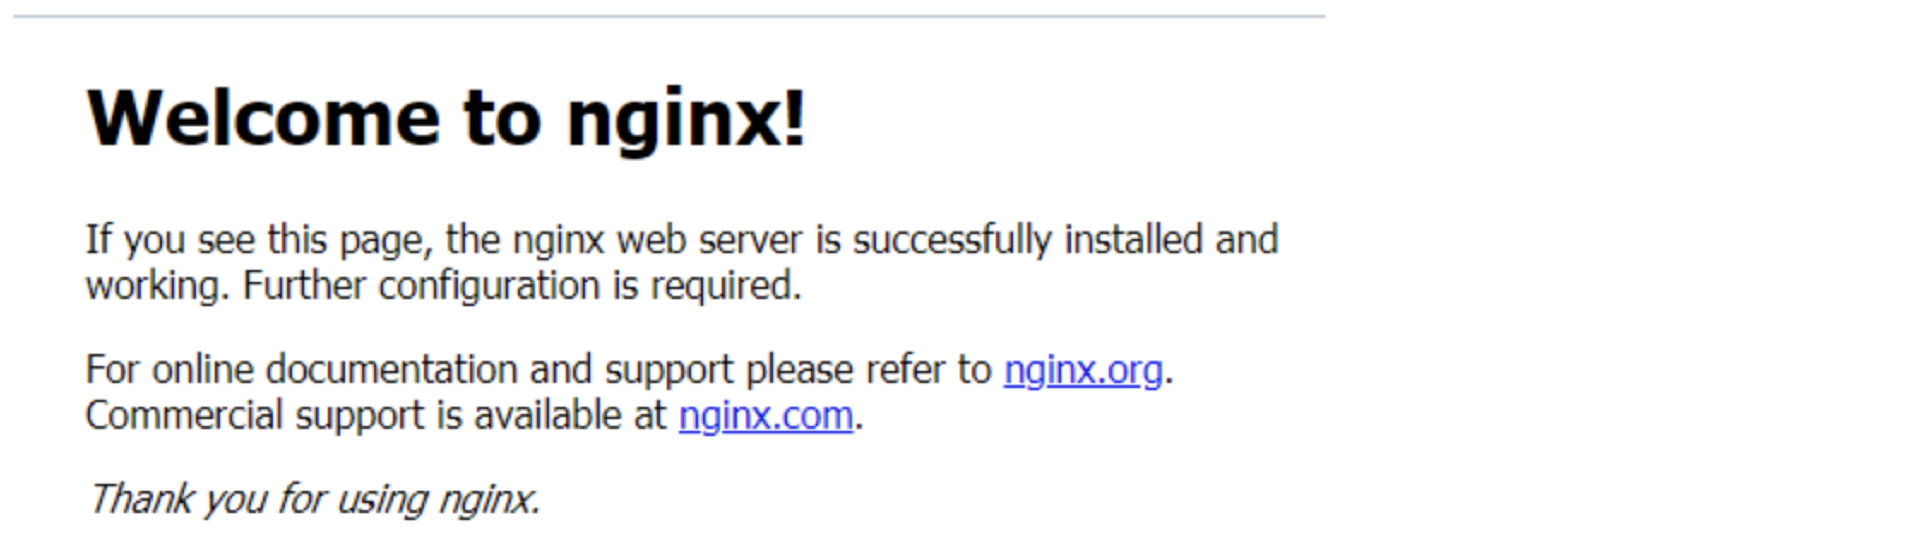 Welcome to nginx!
If you see this page, the nginx web server is successfully installed and
working. Further configuration is required.
For online documentation and support please refer to nginx.org.
Commercial support is available at nginx.com.
Thank you for using nginx.